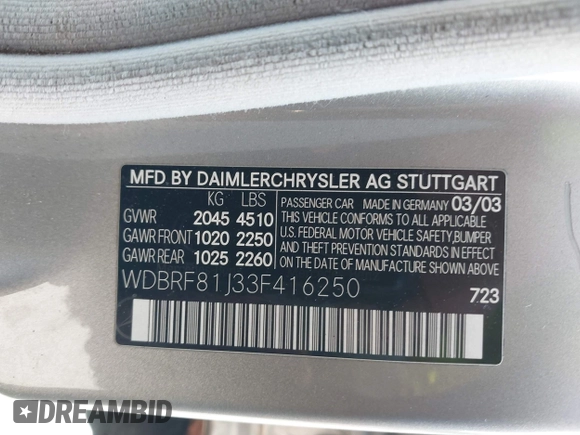 MFD BY DAIMLERCHRYSLER AG STUTTGART
KG LBS
GVWR 2045 4510
GAWR FRONT 1020 2250
GAWR REAR 1025 2260
PASSENGER CAR MADE IN GERMANY 03/03
THIS VEHICLE CONFORMS TO ALL APPLICABLE
U.S. FEDERAL MOTOR VEHICLE SAFETY,BUMPER
AND THEFT PREVENTION STANDARDS
IN EFFECT ON THE DATE OF
MANUFACTURE SHOWN ABOVE
WDBRF81J33F416250
723
DREAMBID